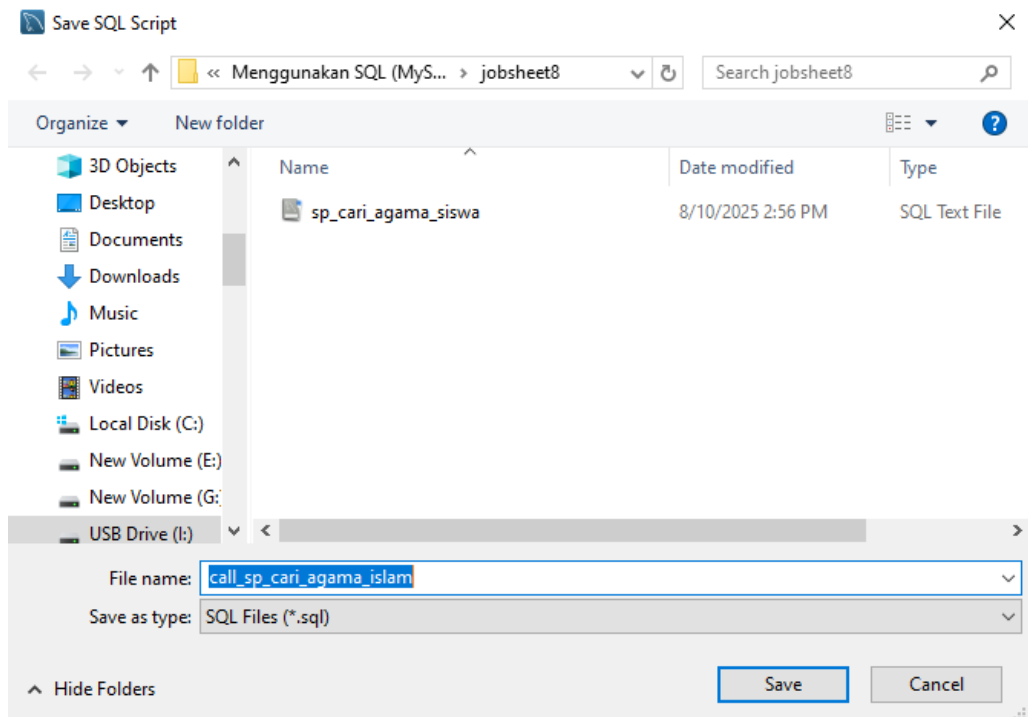 Save SQL Script
« Menggunakan SQL (MyS... > jobsheet8
Search jobsheet8
Organize
New folder
?
3D Objects
Desktop
Documents
Downloads
Music
Pictures
Videos
Local Disk (C:)
New Volume (E:)
New Volume (G:
USB Drive (I:)
Name
Date modified
Type
sp_cari_agama_siswa
8/10/2025 2:56 PM
SQL Text File
File name:
call_sp_cari_agama_islam
Save as type:
SQL Files (*.sql)
Hide Folders
Save
Cancel